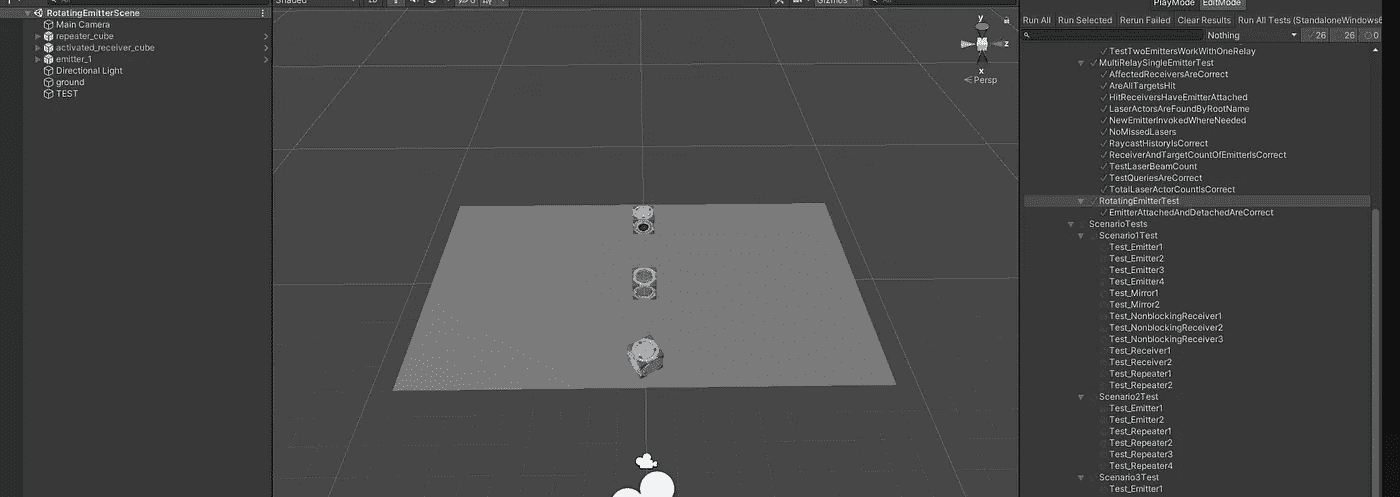 Shaded
2D
Gizmos
All
PlayMode
EditMode
RotatingEmitterScene
Main Camera
repeater_cube
activated_receiver_cube
emitter_1
Directional Light
ground
TEST
y
z
x
Persp
Run All Run Selected Rerun Failed Clear Results Run All Tests (StandaloneWindows6
Nothing
26
26
0
TestTwoEmittersWorkWithOneRelay
MultiRelaySingleEmitterTest
AffectedReceiversAreCorrect
AreAllTargetsHit
HitReceiversHaveEmitterAttached
LaserActorsAreFoundByRootName
NewEmitterInvokedWhereNeeded
NoMissedLasers
RaycastHistoryIsCorrect
ReceiverAndTargetCountOfEmitterIsCorrect
TestLaserBeamCount
TestQueriesAreCorrect
TotalLaserActorCountIsCorrect
RotatingEmitterTest
EmitterAttachedAndDetachedAreCorrect
ScenarioTests
Scenario1Test
Test_Emitter1
Test_Emitter2
Test_Emitter3
Test_Emitter4
Test_Mirror1
Test_Mirror2
Test_NonblockingReceiver1
Test_NonblockingReceiver2
Test_NonblockingReceiver3
Test_Receiver1
Test_Receiver2
Test_Repeater1
Test_Repeater2
Scenario2Test
Test_Emitter1
Test_Emitter2
Test_Repeater1
Test_Repeater2
Test_Repeater3
Test_Repeater4
Scenario3Test
Test_Emitter1